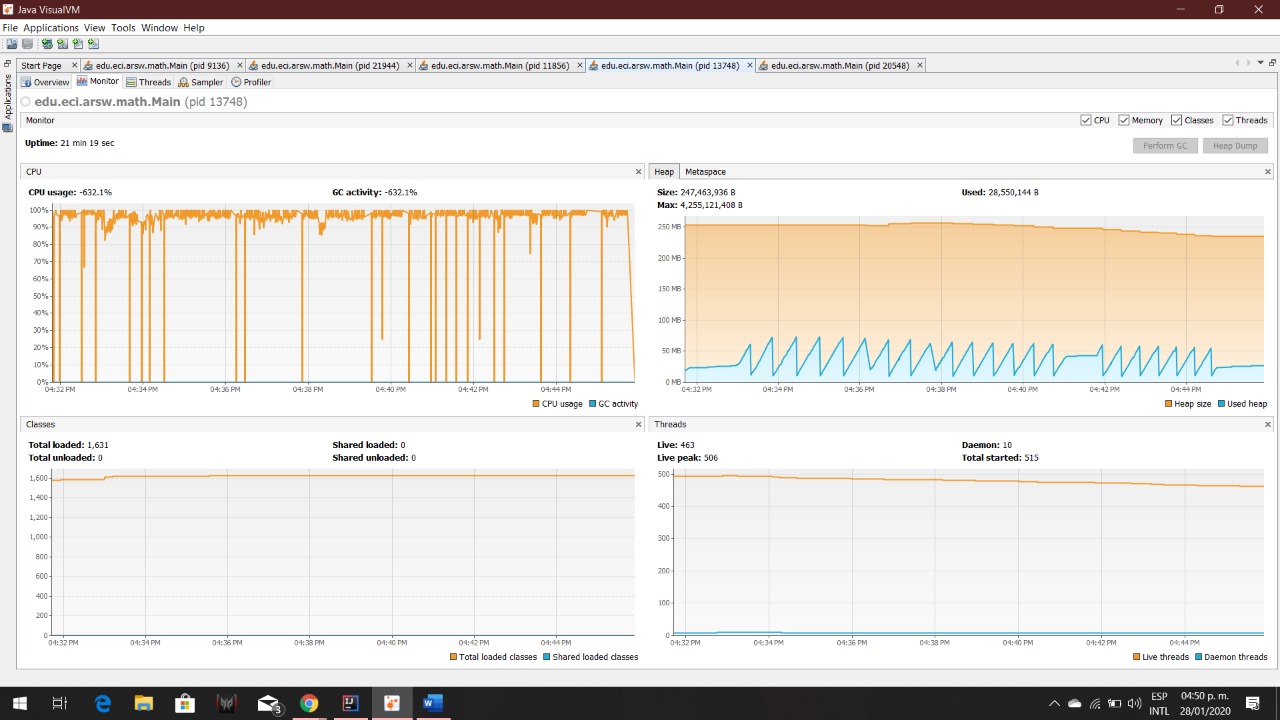 Java VisualVM
File Applications View Tools Window Help
Start Page edu.eci.arsw.math.Main (pid 9136) edu.eci.arsw.math.Main (pid 21944) edu.eci.arsw.math.Main (pid 11856) edu.eci.arsw.math.Main (pid 13748) edu.eci.arsw.math.Main (pid 20548)
Applications
Overview Monitor Threads Sampler Profiler
edu.eci.arsw.math.Main (pid 13748)
Monitor CPU Memory Classes Threads
Uptime: 21 min 19 sec Perform GC Heap Dump
CPU
CPU usage: -632.1% GC activity: -632.1%
100%
90%
80%
70%
60%
50%
40%
30%
20%
10%
0%
04:32 PM 04:34 PM 04:36 PM 04:38 PM 04:40 PM 04:42 PM 04:44 PM
CPU usage GC activity
Heap Metaspace
Size: 247,463,936 B Used: 28,550,144 B
Max: 4,255,121,408 B
250 MB
200 MB
150 MB
100 MB
50 MB
0 MB
04:32 PM 04:34 PM 04:36 PM 04:38 PM 04:40 PM 04:42 PM 04:44 PM
Heap size Used heap
Classes
Total loaded: 1,631 Shared loaded: 0
Total unloaded: 0 Shared unloaded: 0
1,600
1,400
1,200
1,000
800
600
400
200
0
04:32 PM 04:34 PM 04:36 PM 04:38 PM 04:40 PM 04:42 PM 04:44 PM
Total loaded classes Shared loaded classes
Threads
Live: 463 Daemon: 10
Live peak: 506 Total started: 515
500
400
300
200
100
0
04:32 PM 04:34 PM 04:36 PM 04:38 PM 04:40 PM 04:42 PM 04:44 PM
Live threads Daemon threads
3
ESP 04:50 p. m.
INTL 28/01/2020